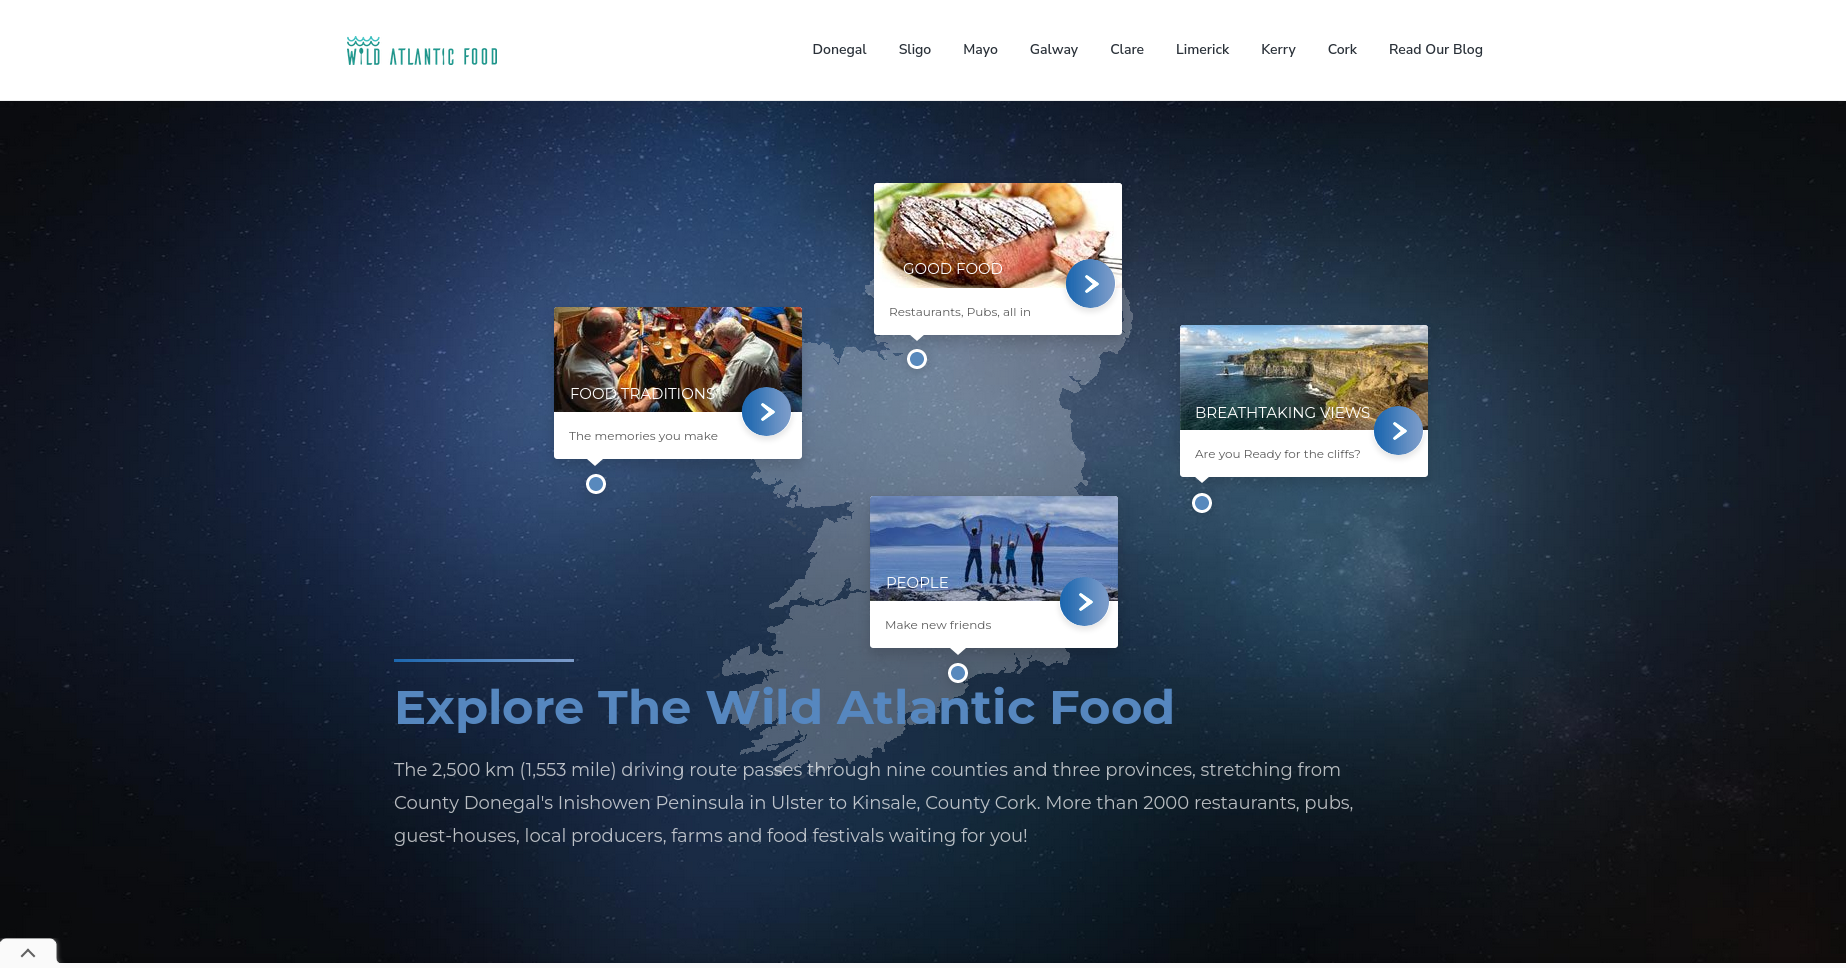 WILD ATLANTIC FOOD
Donegal Sligo Mayo Galway Clare Limerick Kerry Cork Read Our Blog
GOOD FOOD
Restaurants, Pubs, all in
FOOD TRADITIONS
The memories you make
BREATHTAKING VIEWS
Are you Ready for the cliffs?
PEOPLE
Make new friends
Explore The Wild Atlantic Food
The 2,500 km (1,553 mile) driving route passes through nine counties and three provinces, stretching from
County Donegal's Inishowen Peninsula in Ulster to Kinsale, County Cork. More than 2000 restaurants, pubs,
guest-houses, local producers, farms and food festivals waiting for you!